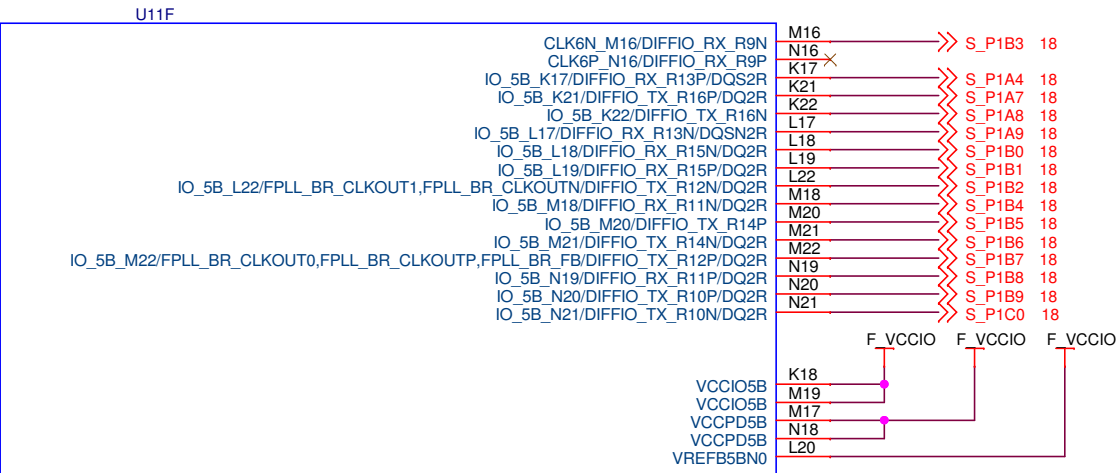 U11F
CLK6N_M16/DIFFIO_RX_R9N M16 S_P1B3 18
CLK6P_N16/DIFFIO_RX_R9P N16
IO_5B_K17/DIFFIO_RX_R13P/DQS2R K17 S_P1A4 18
IO_5B_K21/DIFFIO_TX_R16P/DQ2R K21 S_P1A7 18
IO_5B_K22/DIFFIO_TX_R16N K22 S_P1A8 18
IO_5B_L17/DIFFIO_RX_R13N/DQSN2R L17 S_P1A9 18
IO_5B_L18/DIFFIO_RX_R15N/DQ2R L18 S_P1B0 18
IO_5B_L19/DIFFIO_RX_R15P/DQ2R L19 S_P1B1 18
IO_5B_L22/FPLL_BR_CLKOUT1,FPLL_BR_CLKOUTN/DIFFIO_TX_R12N/DQ2R L22 S_P1B2 18
IO_5B_M18/DIFFIO_RX_R11N/DQ2R M18 S_P1B4 18
IO_5B_M20/DIFFIO_TX_R14P M20 S_P1B5 18
IO_5B_M21/DIFFIO_TX_R14N/DQ2R M21 S_P1B6 18
IO_5B_M22/FPLL_BR_CLKOUT0,FPLL_BR_CLKOUTP,FPLL_BR_FB/DIFFIO_TX_R12P/DQ2R M22 S_P1B7 18
IO_5B_N19/DIFFIO_RX_R11P/DQ2R N19 S_P1B8 18
IO_5B_N20/DIFFIO_TX_R10P/DQ2R N20 S_P1B9 18
IO_5B_N21/DIFFIO_TX_R10N/DQ2R N21 S_P1C0 18
F_VCCIO F_VCCIO F_VCCIO
VCCIO5B K18
VCCIO5B M19
VCCPD5B M17
VCCPD5B N18
VREFB5BN0 L20